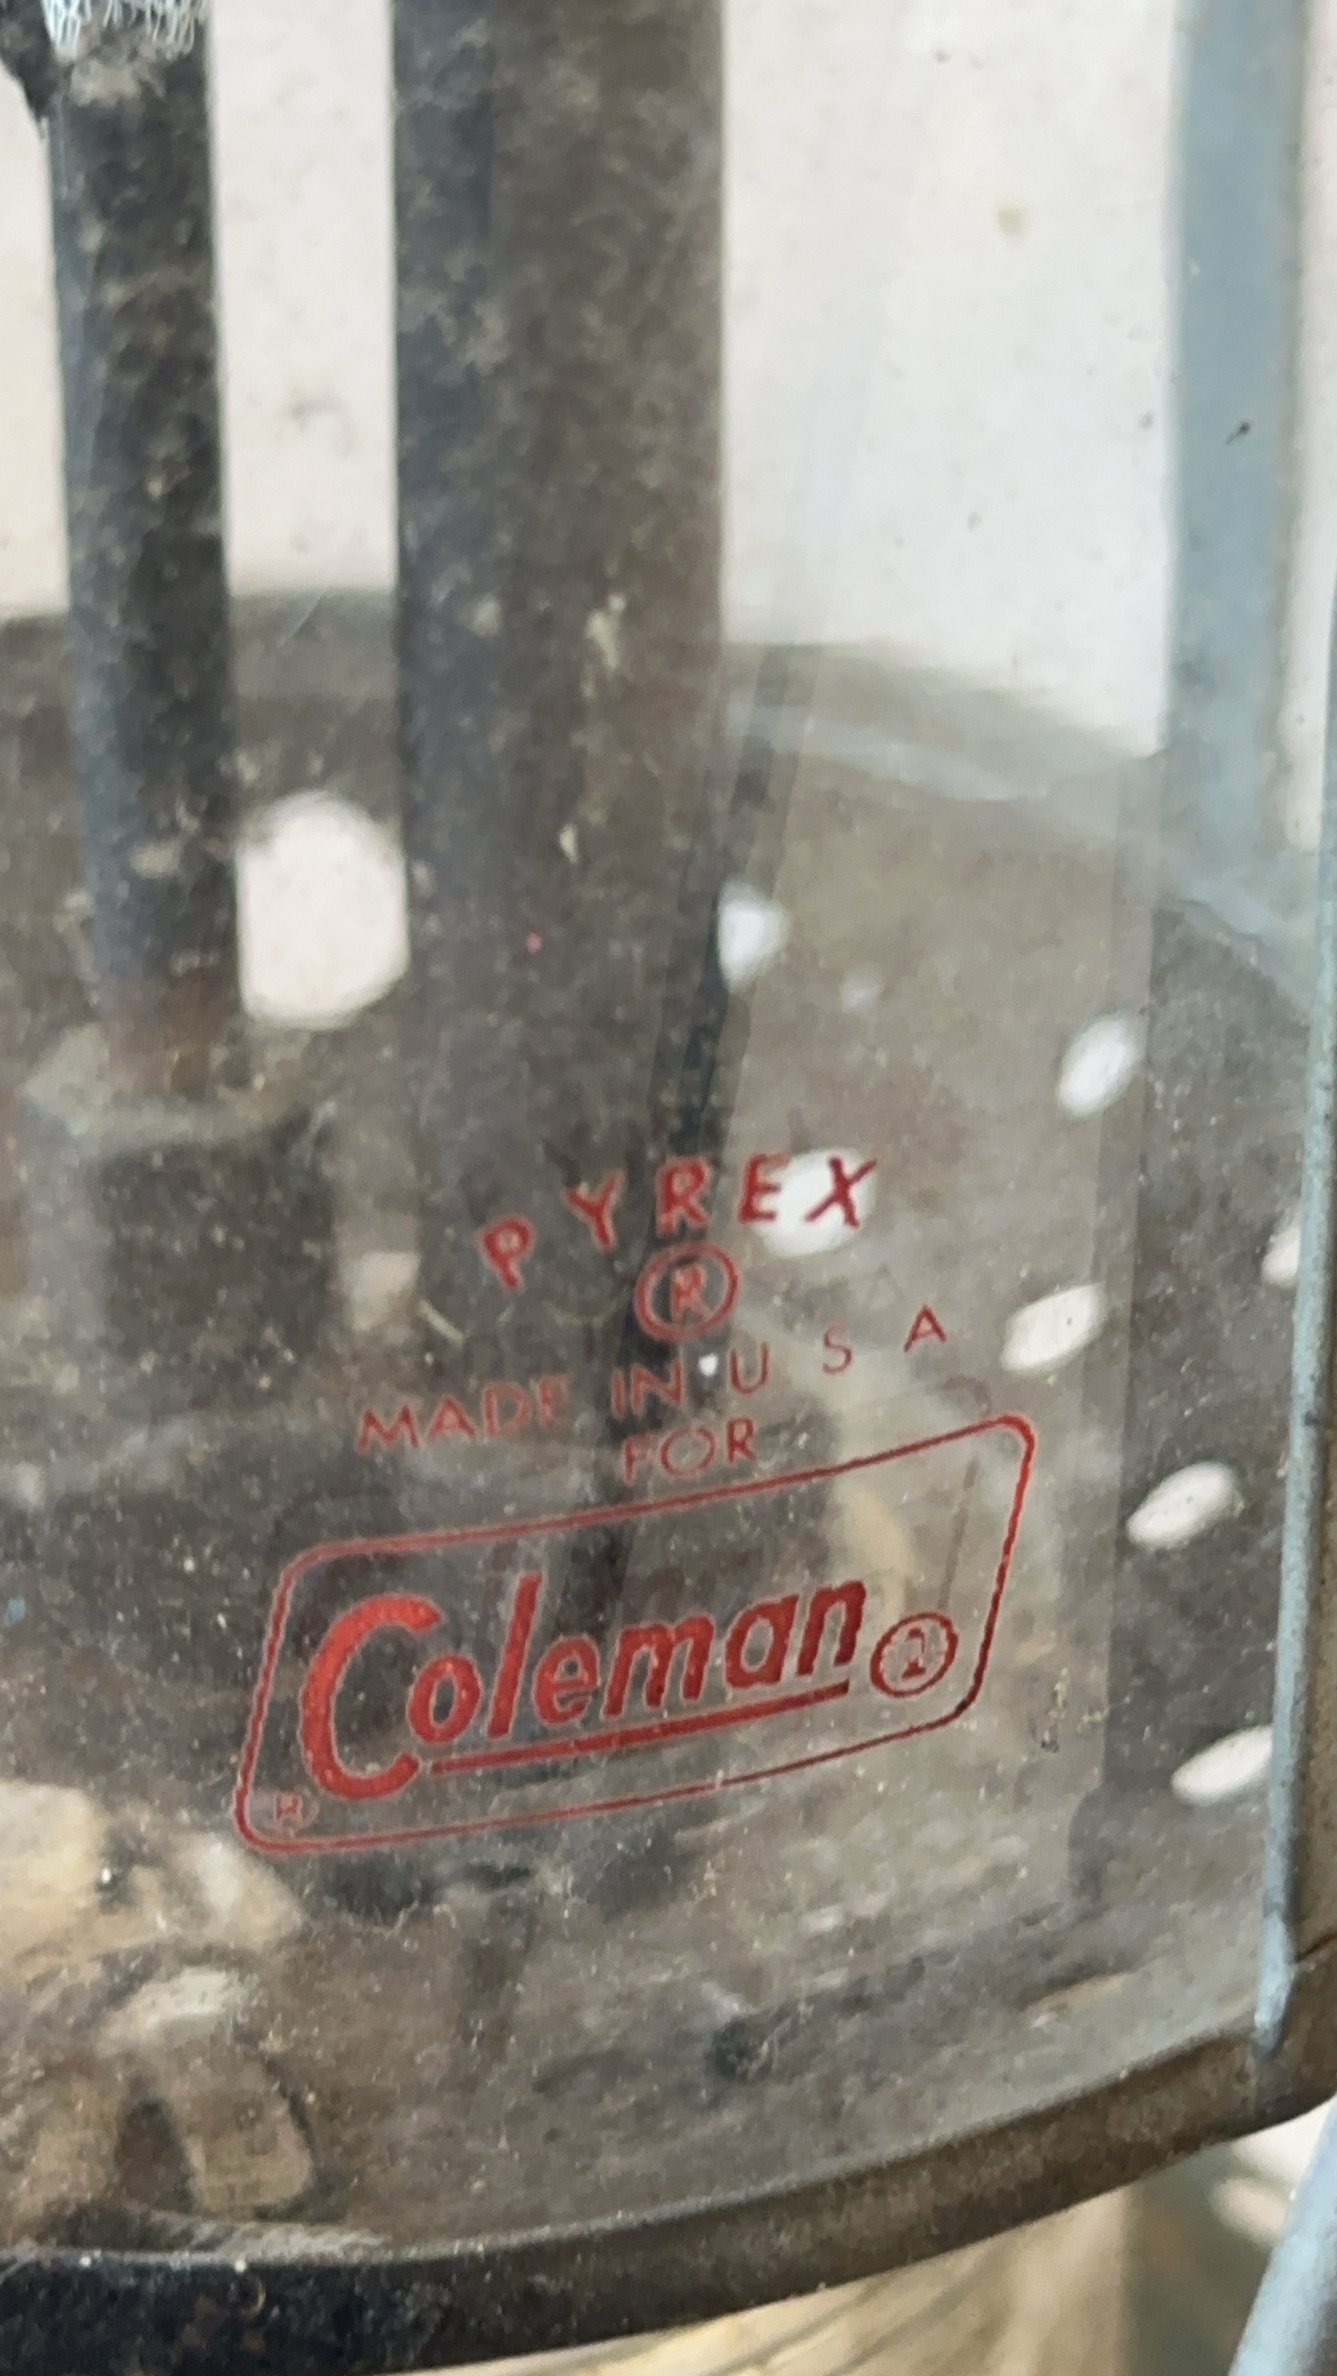 PYREX
®
MADE IN U S A
FOR
Coleman ®
®